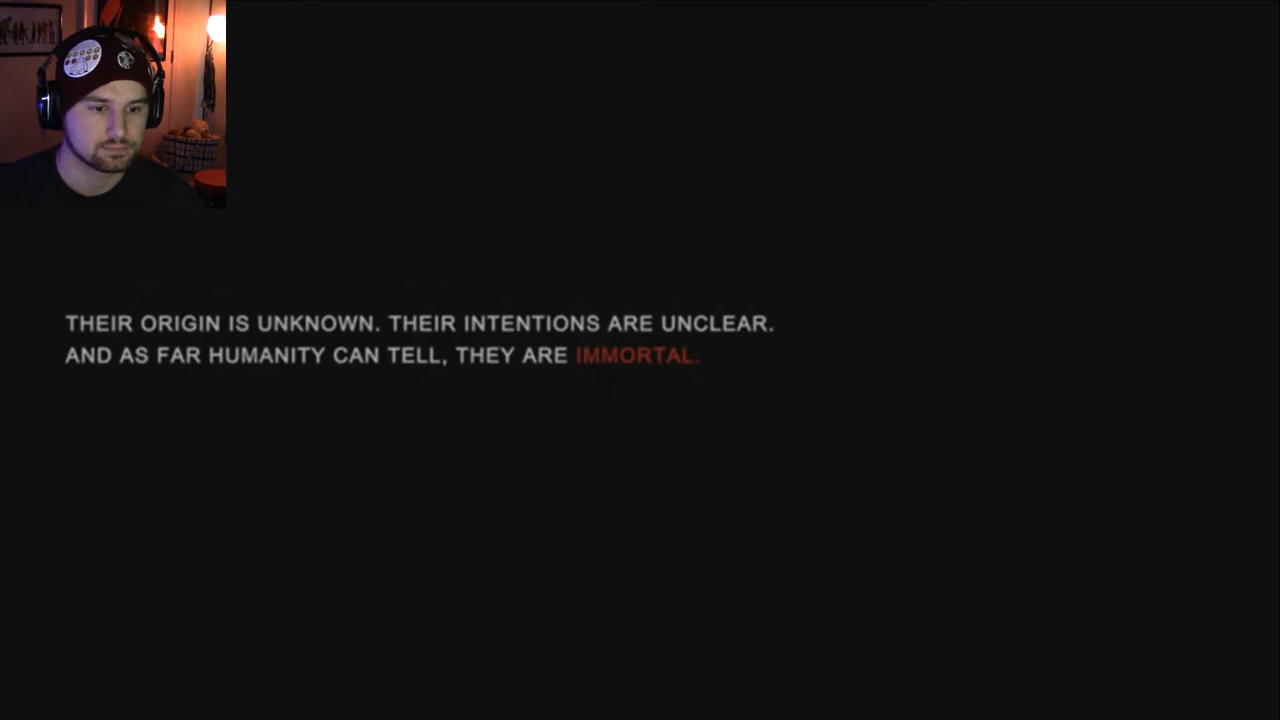 THEIR ORIGIN IS UNKNOWN. THEIR INTENTIONS ARE UNCLEAR.
AND AS FAR HUMANITY CAN TELL, THEY ARE IMMORTAL.